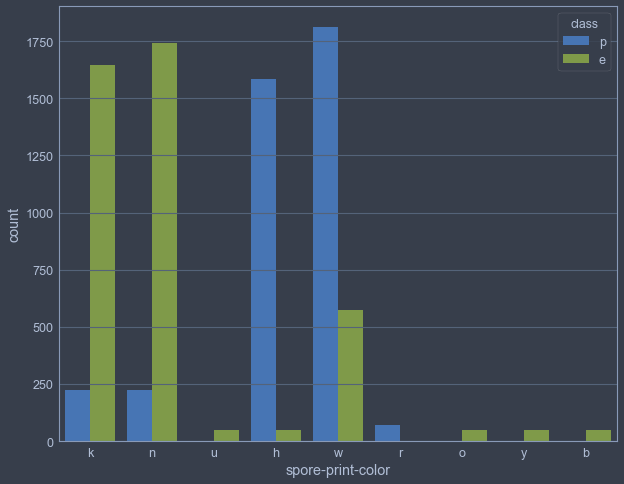 class
p
e
1750
1500
1250
1000
750
500
250
0
count
k n u h w r o y b
spore-print-color